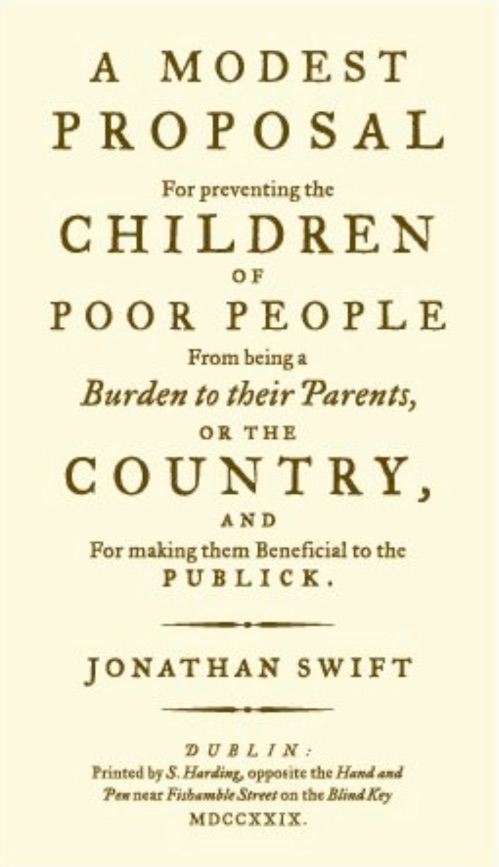 A MODEST
PROPOSAL
For preventing the
CHILDREN
OF
POOR PEOPLE
From being a
Burden to their Parents,
OR THE
COUNTRY,
AND
For making them Beneficial to the
PUBLICK.
JONATHAN SWIFT
DUBLIN:
Printed by S. Harding, opposite the Hand and
Pen near Fishamble Street on the Blind Key
MDCCXXIX.